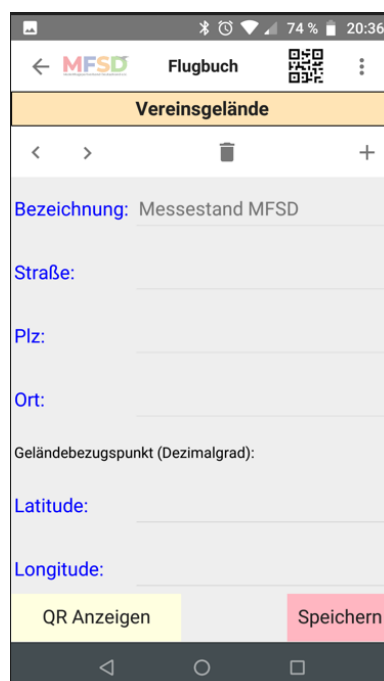 74 % 20:36
MFSD Flugbuch
Vereinsgelände
Bezeichnung: Messestand MFSD
Straße:
Plz:
Ort:
Geländebezugspunkt (Dezimalgrad):
Latitude:
Longitude:
QR Anzeigen Speichern